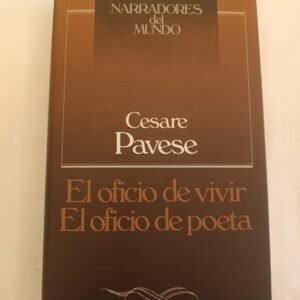 NARRADORES
del
MUNDO
Cesare
Pavese
El oficio de vivir
El oficio de poeta